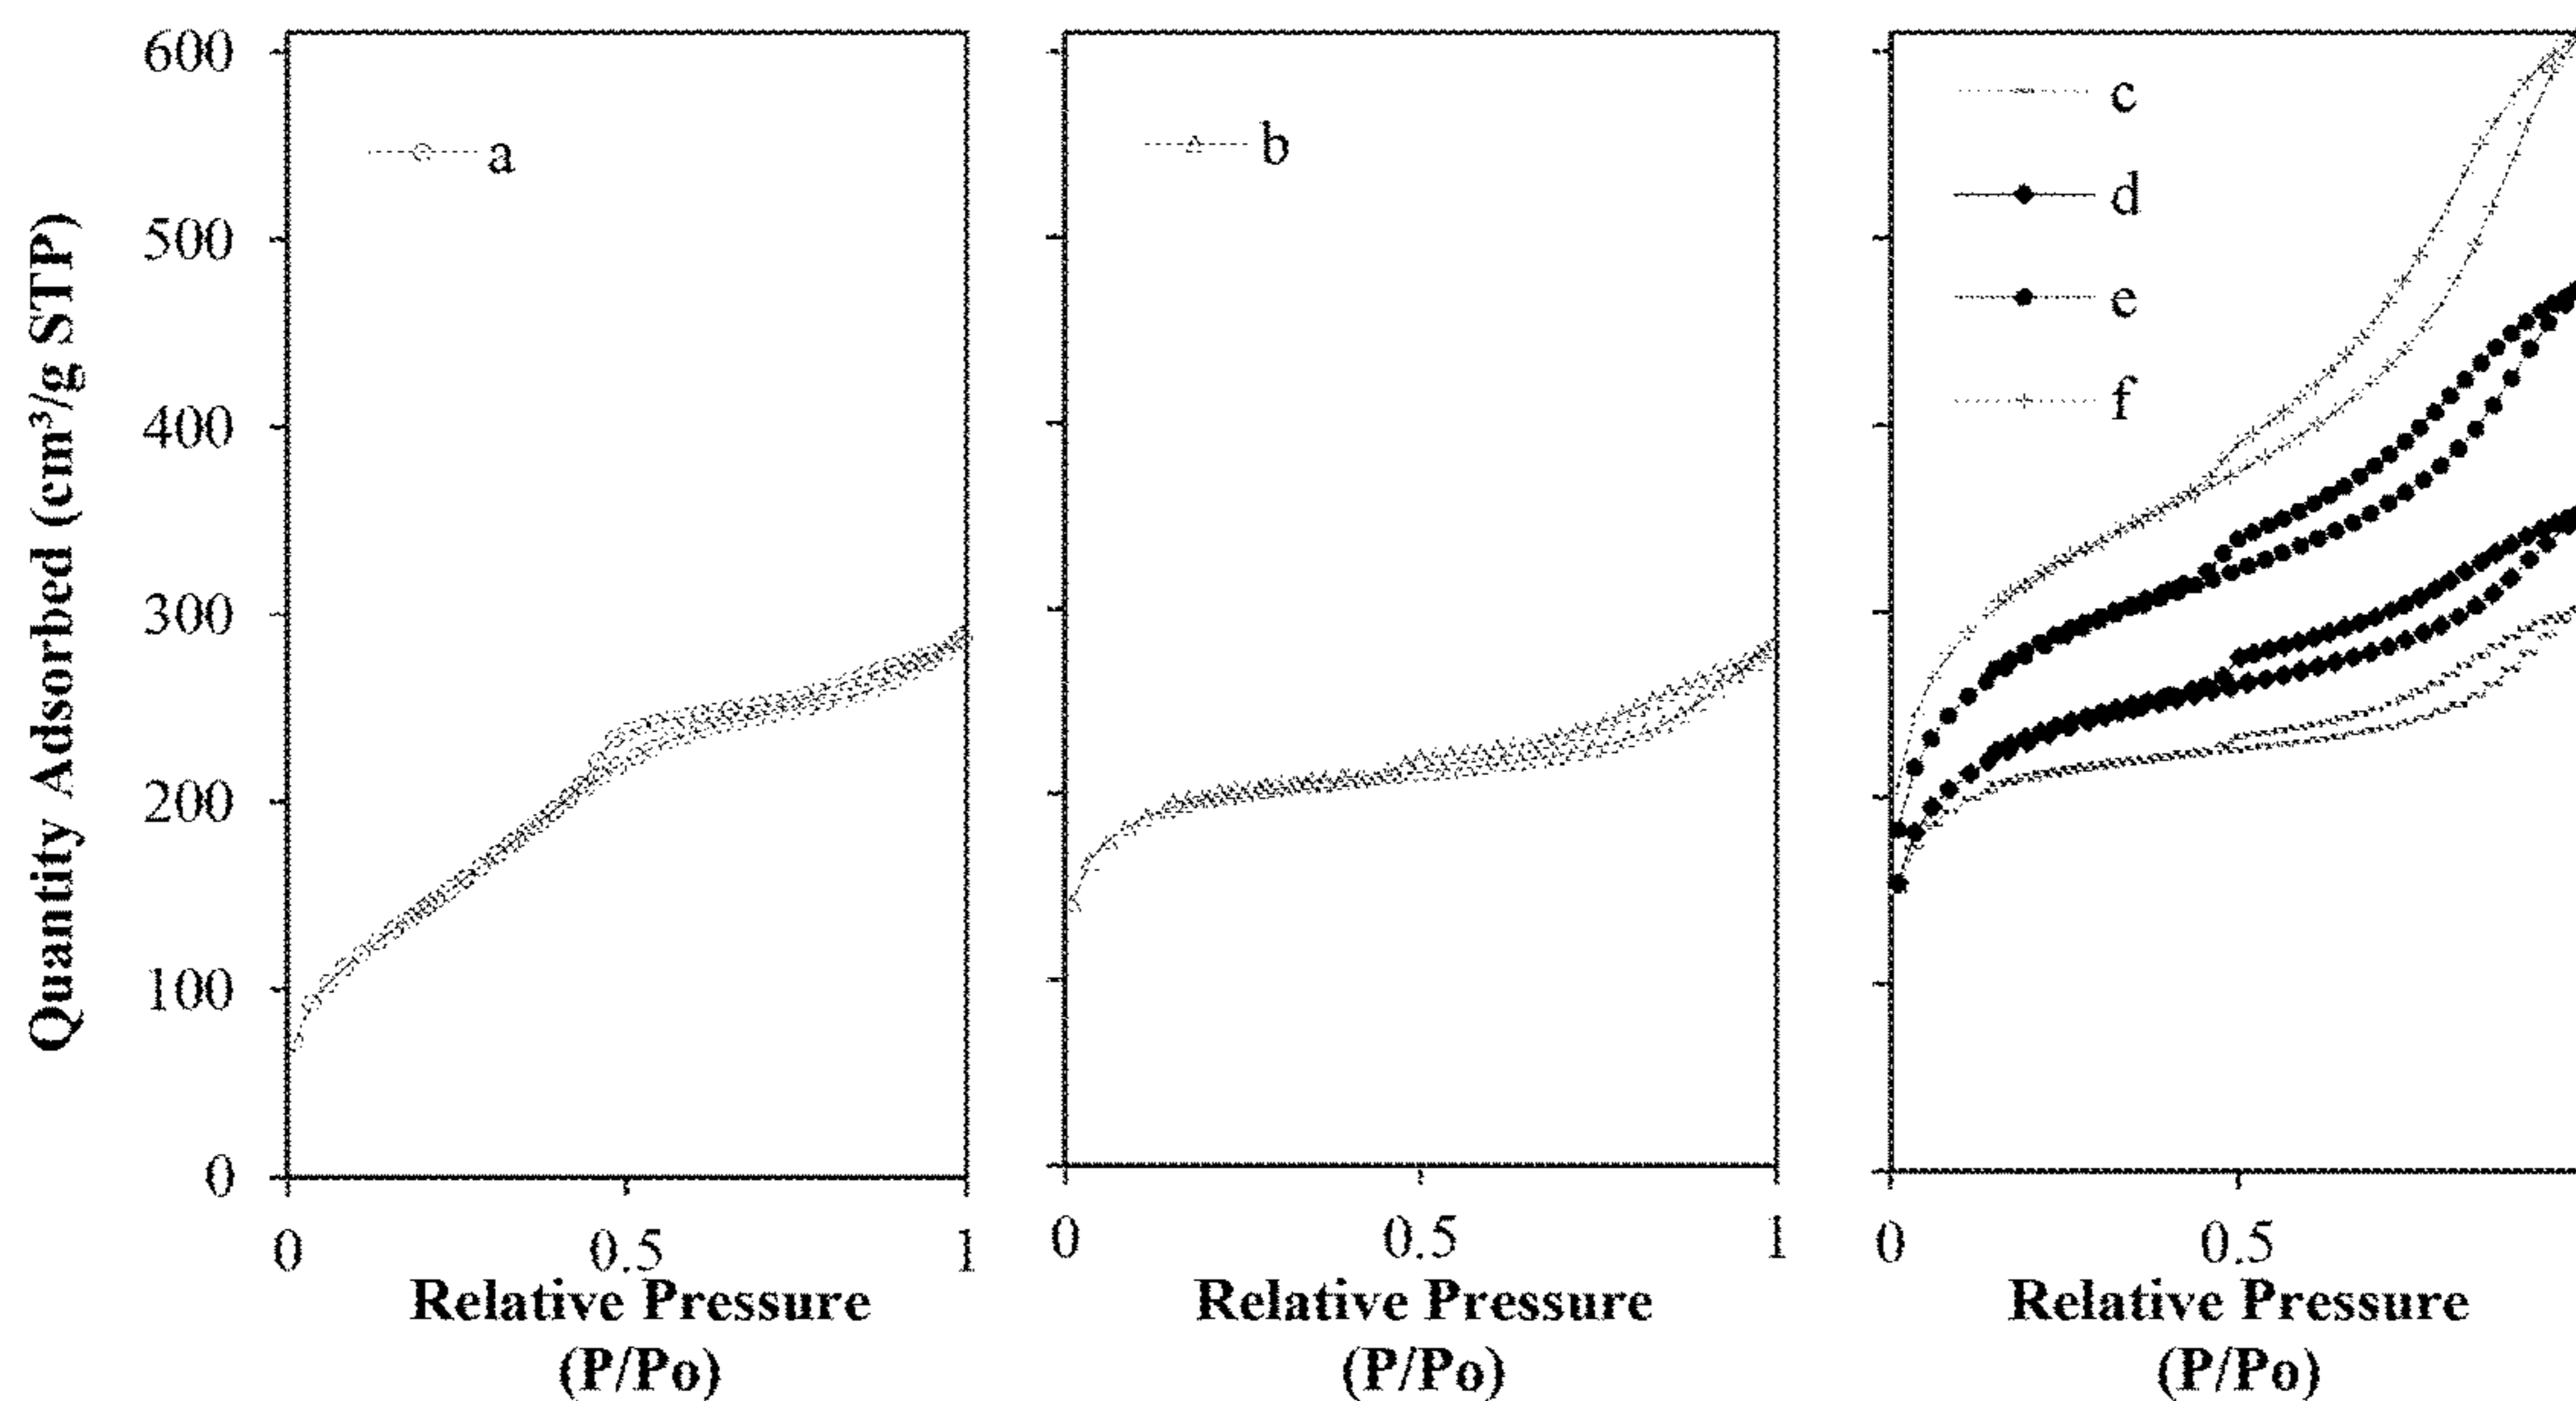 Quantity Adsorbed (cm³/g STP)
600
500
400
300
200
100
0
a
0 0.5 1
Relative Pressure
(P/Po)
b
0 0.5 1
Relative Pressure
(P/Po)
c
d
e
f
0 0.5
Relative Pressure
(P/Po)